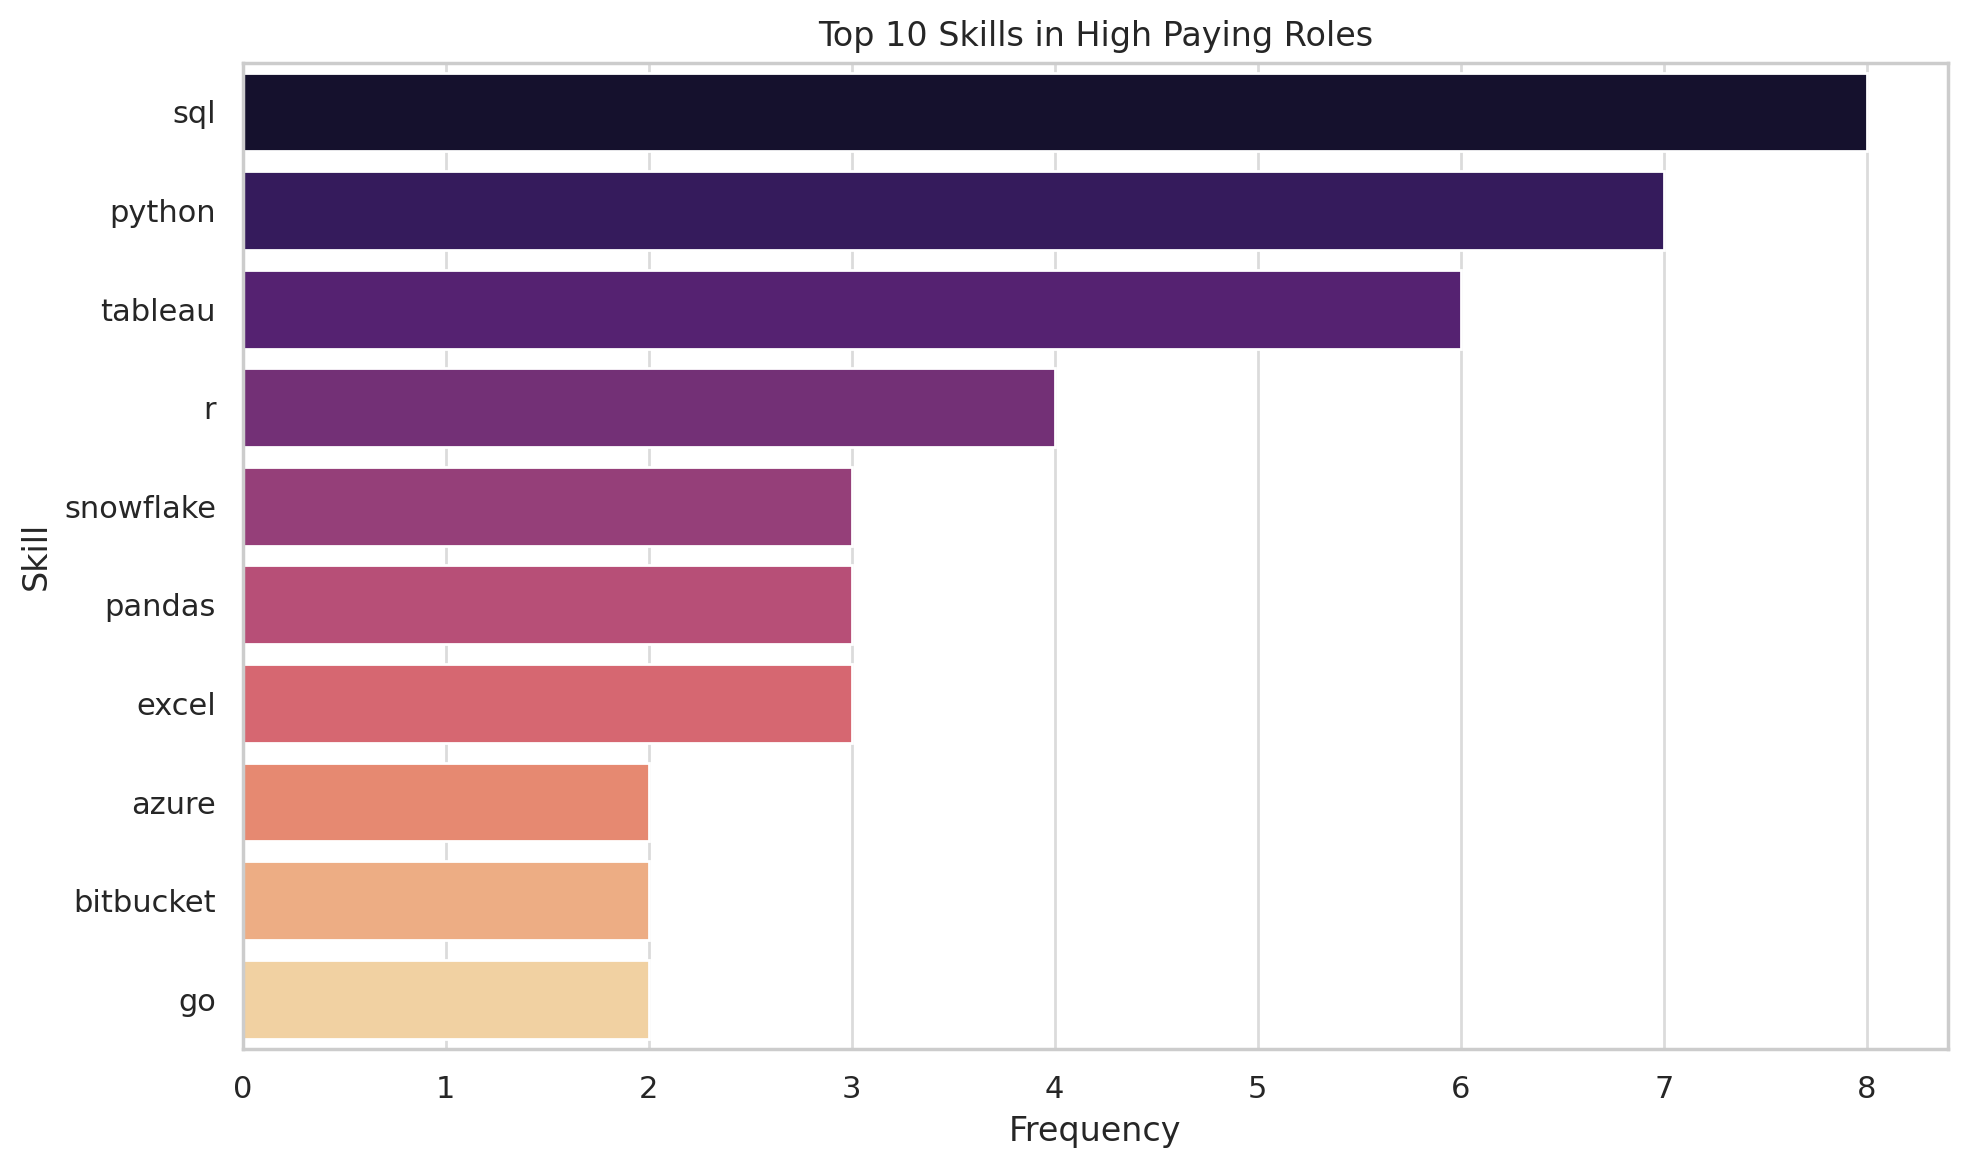 Top 10 Skills in High Paying Roles
Skill
sql
python
tableau
r
snowflake
pandas
excel
azure
bitbucket
go
0 1 2 3 4 5 6 7 8
Frequency